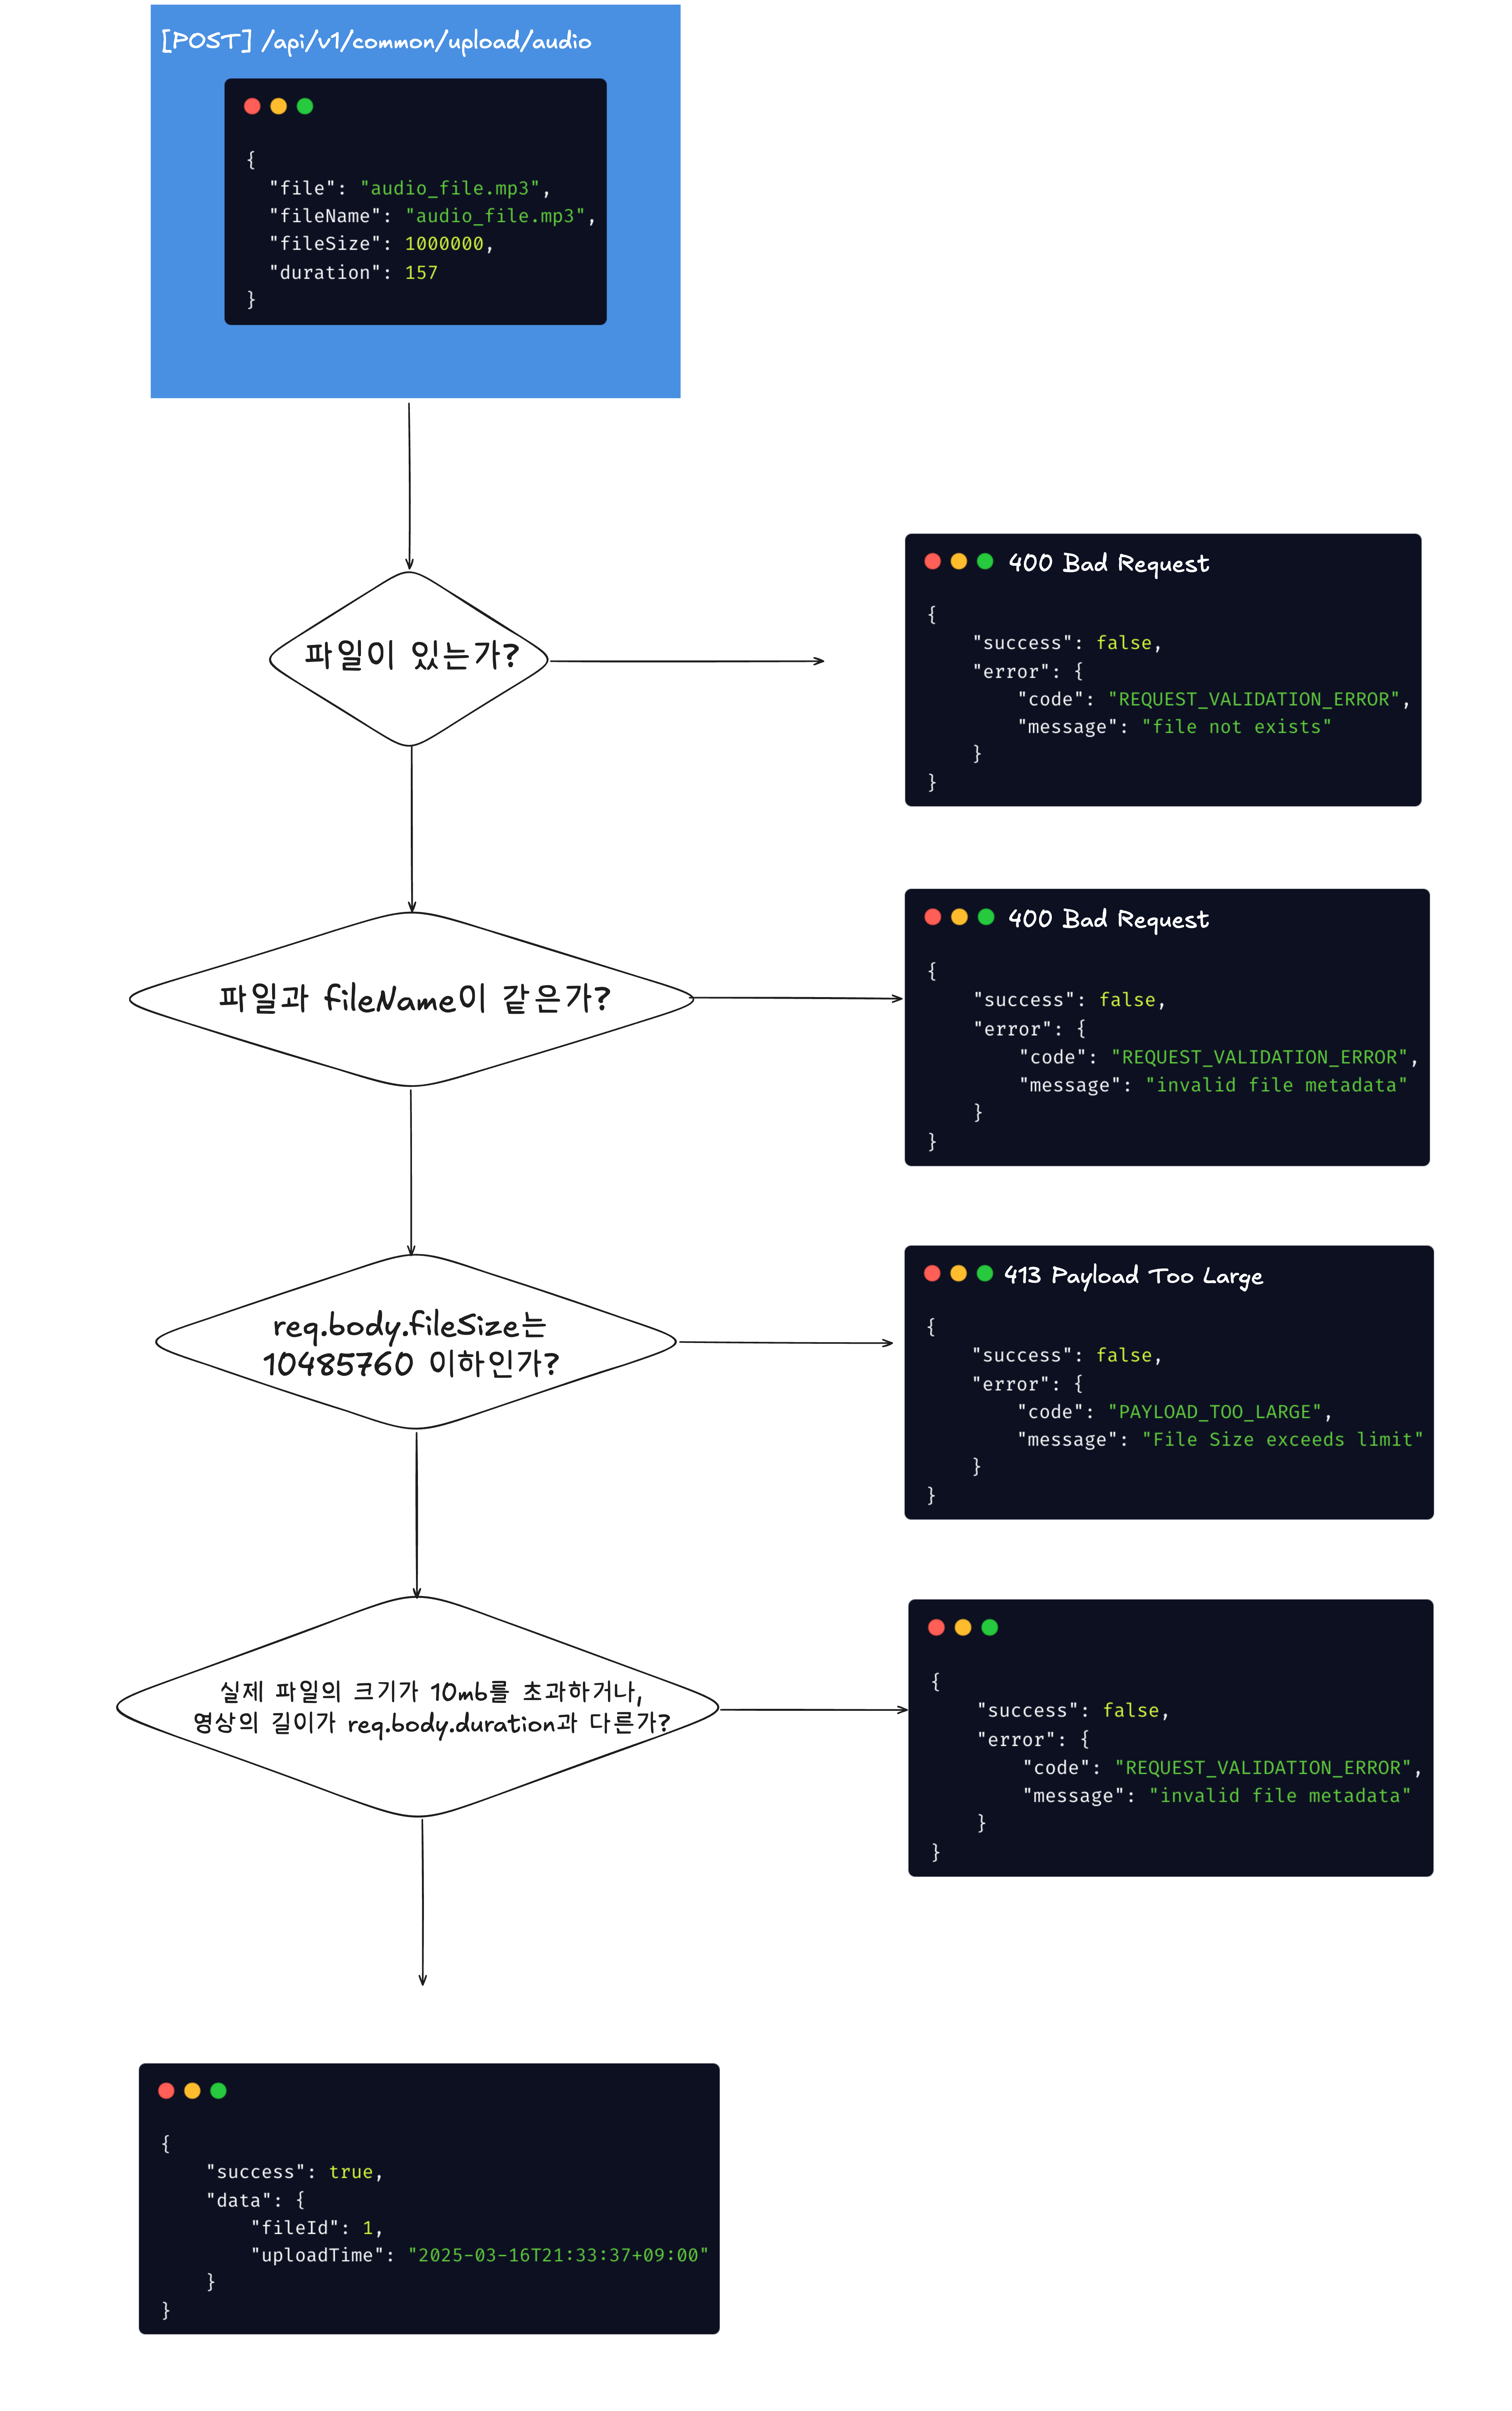 [POST] /api/v1/common/upload/audio
{
"file": "audio_file.mp3",
"fileName": "audio_file.mp3",
"fileSize": 1000000,
"duration": 157
}
파일이 있는가?
400 Bad Request
{
"success": false,
"error": {
"code": "REQUEST_VALIDATION_ERROR",
"message": "file not exists"
}
}
파일과 fileName이 같은가?
400 Bad Request
{
"success": false,
"error": {
"code": "REQUEST_VALIDATION_ERROR",
"message": "invalid file metadata"
}
}
req.body.fileSize는
10485760 이하인가?
413 Payload Too Large
{
"success": false,
"error": {
"code": "PAYLOAD_TOO_LARGE",
"message": "File Size exceeds limit"
}
}
실제 파일의 크기가 10mb를 초과하거나,
영상의 길이가 req.body.duration과 다른가?
{
"success": false,
"error": {
"code": "REQUEST_VALIDATION_ERROR",
"message": "invalid file metadata"
}
}
{
"success": true,
"data": {
"fileId": 1,
"uploadTime": "2025-03-16T21:33:37+09:00"
}
}